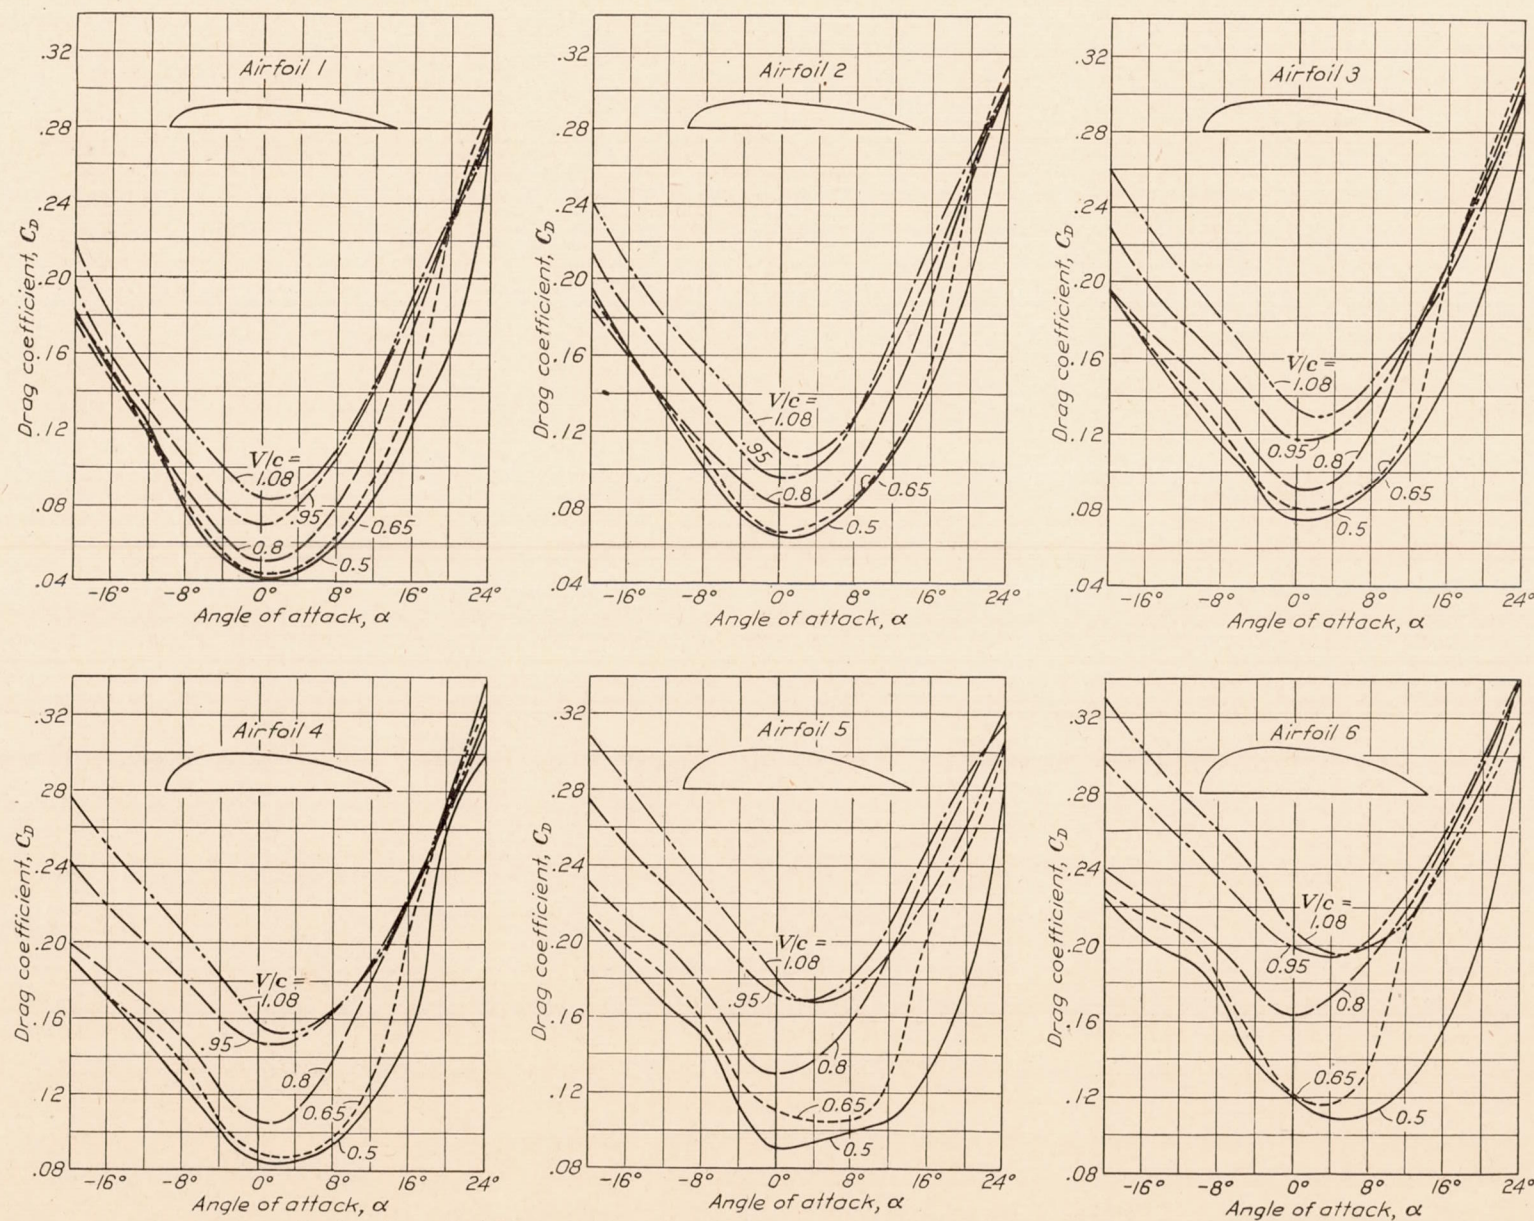 Airfoil 1
.32
.28
.24
.20
.16
.12
.08
.04
Drag coefficient, C_D
V/c =
1.08
.95
0.8
0.65
0.5
-16° -8° 0° 8° 16° 24°
Angle of attack, α
Airfoil 2
.32
.28
.24
.20
.16
.12
.08
.04
Drag coefficient, C_D
V/c =
1.08
.95
0.8
0.65
0.5
-16° -8° 0° 8° 16° 24°
Angle of attack, α
Airfoil 3
.32
.28
.24
.20
.16
.12
.08
.04
Drag coefficient, C_D
V/c =
1.08
0.95
0.8
0.65
0.5
-16° -8° 0° 8° 16° 24°
Angle of attack, α
Airfoil 4
.32
28
.24
.20
.16
.12
.08
Drag coefficient, C_D
V/c =
1.08
.95
0.8
0.65
0.5
-16° -8° 0° 8° 16° 24°
Angle of attack, α
Airfoil 5
.32
.28
.24
.20
.16
.12
.08
Drag coefficient, C_D
V/c =
1.08
.95
0.8
0.65
0.5
-16° -8° 0° 8° 16° 24°
Angle of attack, α
Airfoil 6
.32
.28
.24
.20
.16
.12
.08
Drag coefficient, C_D
V/c =
1.08
0.95
0.8
0.65
0.5
-16° -8° 0° 8° 16° 24°
Angle of attack, α